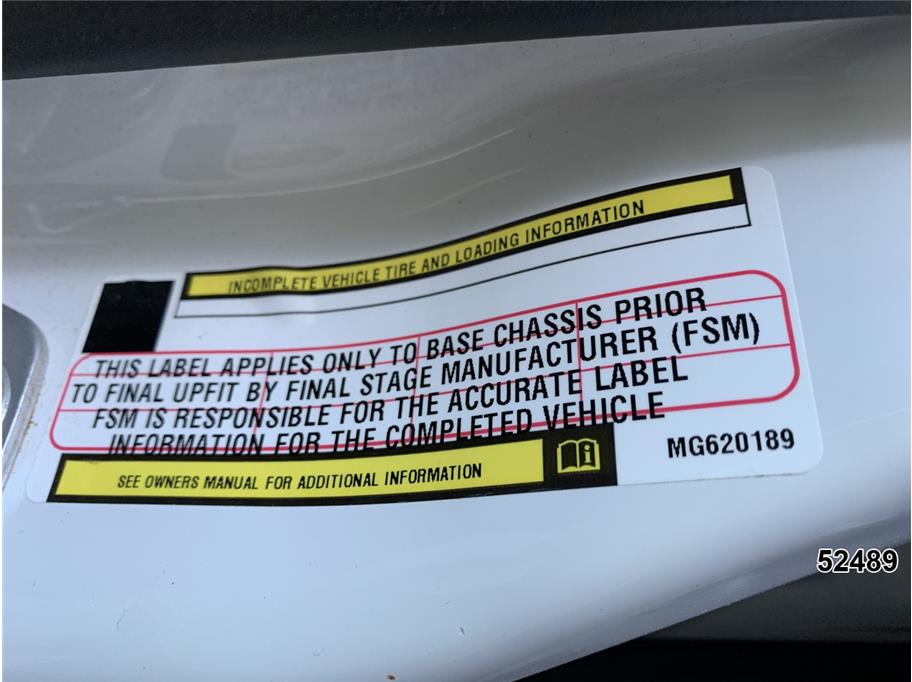 INCOMPLETE VEHICLE TIRE AND LOADING INFORMATION
THIS LABEL APPLIES ONLY TO BASE CHASSIS PRIOR
TO FINAL UPFIT BY FINAL STAGE MANUFACTURER (FSM)
FSM IS RESPONSIBLE FOR THE ACCURATE LABEL
INFORMATION FOR THE COMPLETED VEHICLE
MG620189
SEE OWNERS MANUAL FOR ADDITIONAL INFORMATION
52489